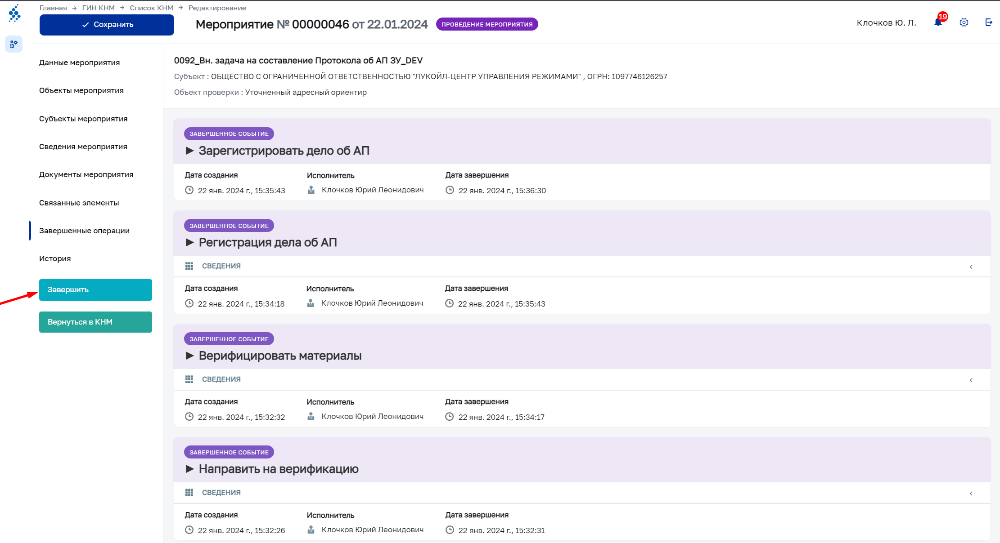 Главная → ГИН КНМ → Список КНМ → Редактирование
Сохранить
Мероприятие № 00000046 от 22.01.2024
ПРОВЕДЕНИЕ МЕРОПРИЯТИЯ
Клочков Ю. Л.
19
Данные мероприятия
Объекты мероприятия
Субъекты мероприятия
Сведения мероприятия
Документы мероприятия
Связанные элементы
Завершенные операции
История
Завершить
Вернуться в КНМ
0092_Вн. задача на составление Протокола об АП ЗУ_DEV
Субъект : ОБЩЕСТВО С ОГРАНИЧЕННОЙ ОТВЕТСТВЕННОСТЬЮ "ЛУКОЙЛ-ЦЕНТР УПРАВЛЕНИЯ РЕЖИМАМИ" , ОГРН: 1097746126257
Объект проверки : Уточненный адресный ориентир
ЗАВЕРШЕННОЕ СОБЫТИЕ
Зарегистрировать дело об АП
Дата создания Исполнитель Дата завершения
22 янв. 2024 г., 15:35:43 Клочков Юрий Леонидович 22 янв. 2024 г., 15:36:30
ЗАВЕРШЕННОЕ СОБЫТИЕ
Регистрация дела об АП
СВЕДЕНИЯ
Дата создания Исполнитель Дата завершения
22 янв. 2024 г., 15:34:18 Клочков Юрий Леонидович 22 янв. 2024 г., 15:35:43
ЗАВЕРШЕННОЕ СОБЫТИЕ
Верифицировать материалы
СВЕДЕНИЯ
Дата создания Исполнитель Дата завершения
22 янв. 2024 г., 15:32:32 Клочков Юрий Леонидович 22 янв. 2024 г., 15:34:17
ЗАВЕРШЕННОЕ СОБЫТИЕ
Направить на верификацию
СВЕДЕНИЯ
Дата создания Исполнитель Дата завершения
22 янв. 2024 г., 15:32:26 Клочков Юрий Леонидович 22 янв. 2024 г., 15:32:31